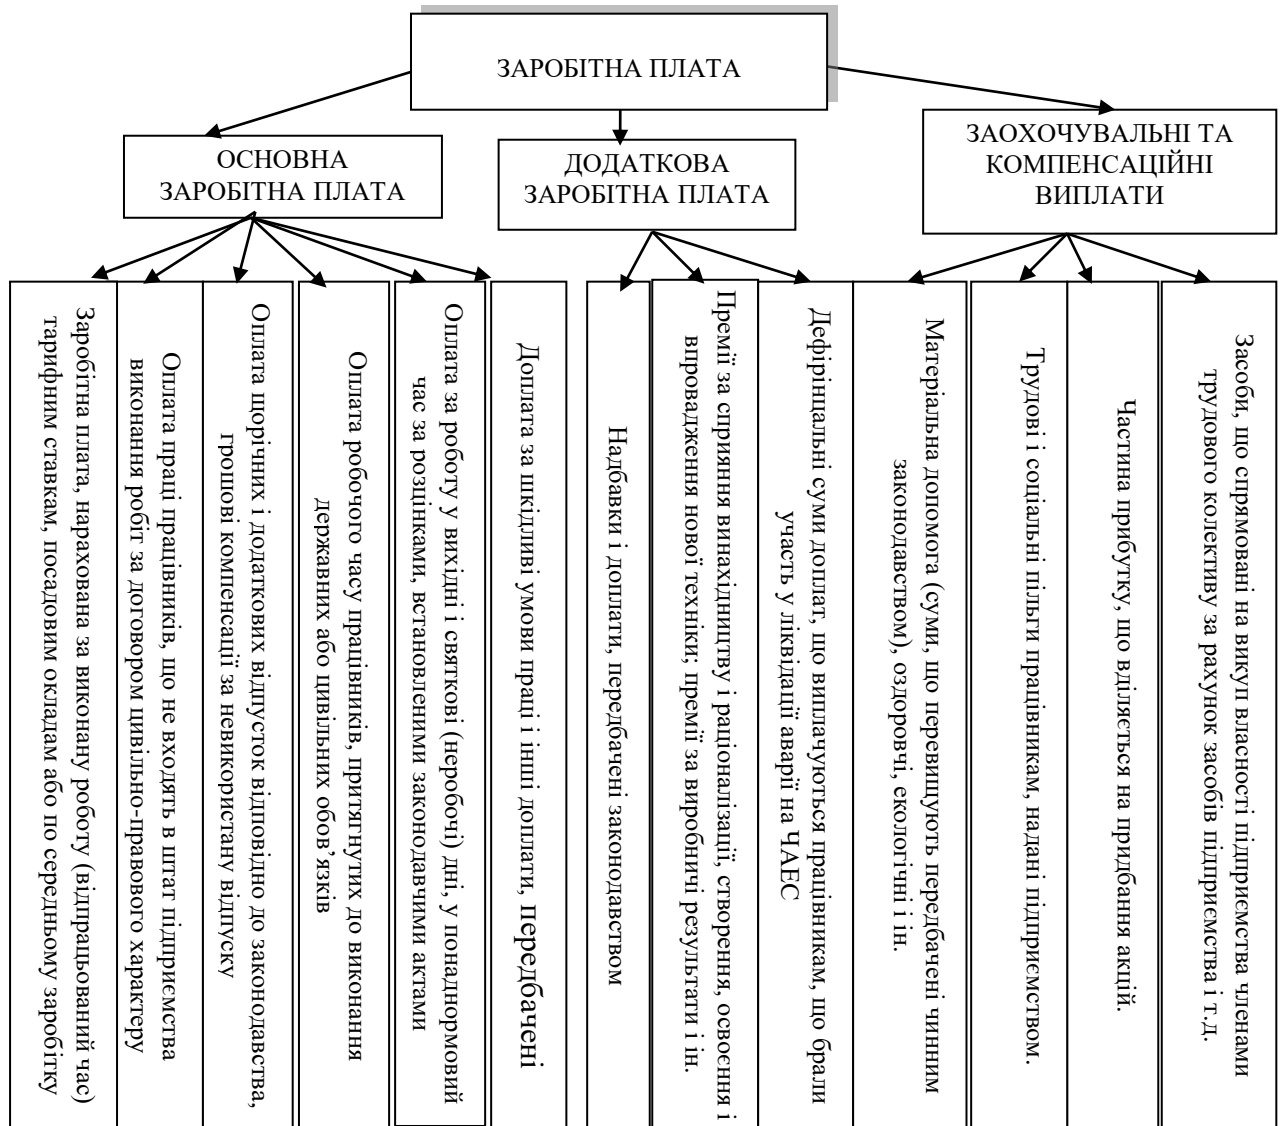 ЗАРОБІТНА ПЛАТА
ОСНОВНА
ЗАРОБІТНА ПЛАТА
ДОДАТКОВА
ЗАРОБІТНА ПЛАТА
ЗАОХОЧУВАЛЬНІ ТА
КОМПЕНСАЦІЙНІ
ВИПЛАТИ
Заробітна плата, нарахована за виконану роботу (відпрацьований час)
тарифним ставкам, посадовим окладам або по середньому заробітку
Оплата праці працівників, що не входять в штат підприємства
виконання робіт за договором цивільно-правового характеру
Оплата щорічних і додаткових відпусток відповідно до законодавства,
грошові компенсації за невикористану відпуску
Оплата робочого часу працівників, притягнутих до виконання
державних або цивільних обов’язків
Оплата за роботу у вихідні і святкові (неробочі) дні, у понаднормовий
час за розцінками, встановленими законодавчими актами
Доплата за шкідливі умови праці і інші доплати, передбачені
Надбавки і доплати, передбачені законодавством
Премії за сприяння винахідництву і раціоналізації, створення, освоєння і
впровадження нової техніки; премії за виробничі результати і ін.
Дефірінцальні суми доплат, що виплачуються працівникам, що брали
участь у ліквідації аварії на ЧАЕС
Матеріальна допомога (суми, що перевищують передбачені чинним
законодавством), оздоровчі, екологічні і ін.
Трудові і соціальні пільги працівникам, надані підприємством.
Частина прибутку, що вділяється на придбання акцій.
Засоби, що спрямовані на викуп власності підприємства членами
трудового колективу за рахунок засобів підприємства і т.д.